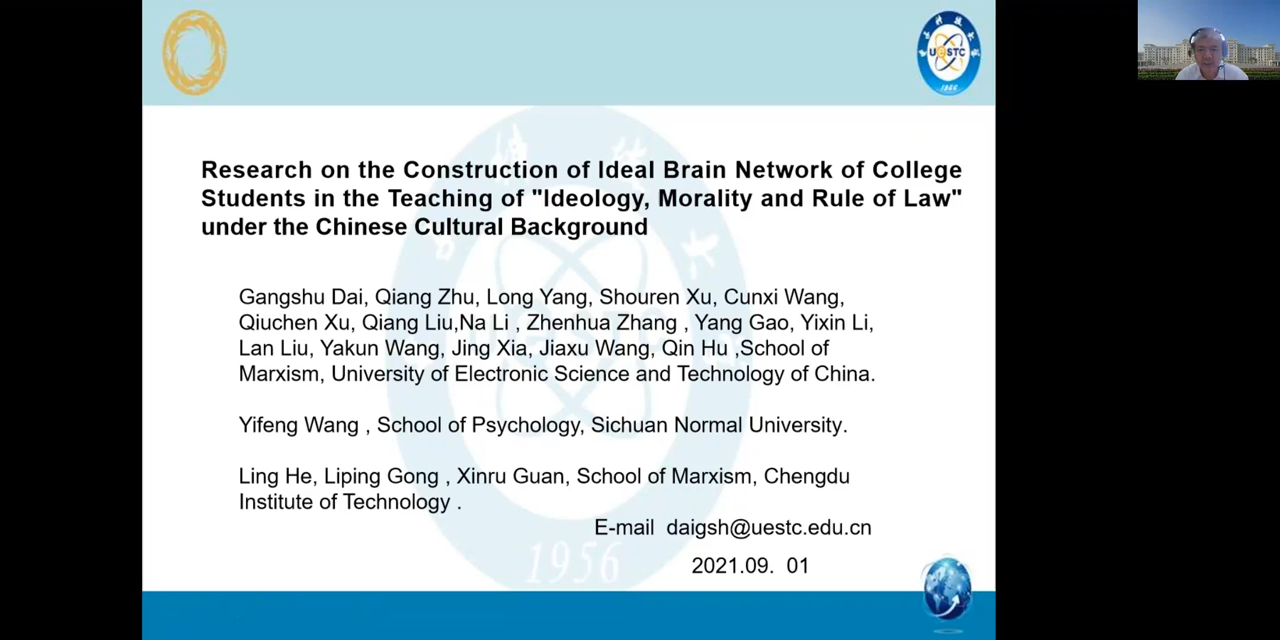 UESTC
1956
Research on the Construction of Ideal Brain Network of College
Students in the Teaching of "Ideology, Morality and Rule of Law"
under the Chinese Cultural Background
Gangshu Dai, Qiang Zhu, Long Yang, Shouren Xu, Cunxi Wang,
Qiuchen Xu, Qiang Liu,Na Li , Zhenhua Zhang , Yang Gao, Yixin Li,
Lan Liu, Yakun Wang, Jing Xia, Jiaxu Wang, Qin Hu ,School of
Marxism, University of Electronic Science and Technology of China.
Yifeng Wang , School of Psychology, Sichuan Normal University.
Ling He, Liping Gong , Xinru Guan, School of Marxism, Chengdu
Institute of Technology .
E-mail daigsh@uestc.edu.cn
1956
2021.09. 01